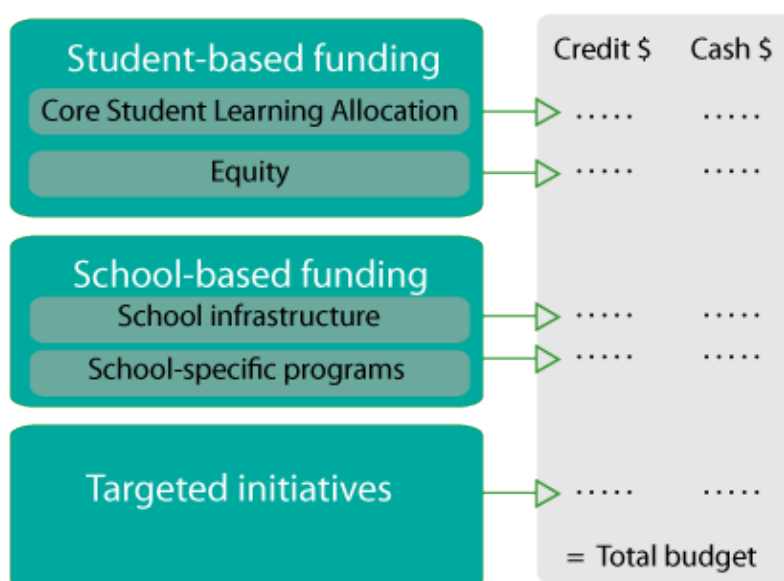 Student-based funding
Credit $ Cash $
Core Student Learning Allocation ..... .....
Equity ..... .....
School-based funding
School infrastructure ..... .....
School-specific programs ..... .....
Targeted initiatives ..... .....
= Total budget